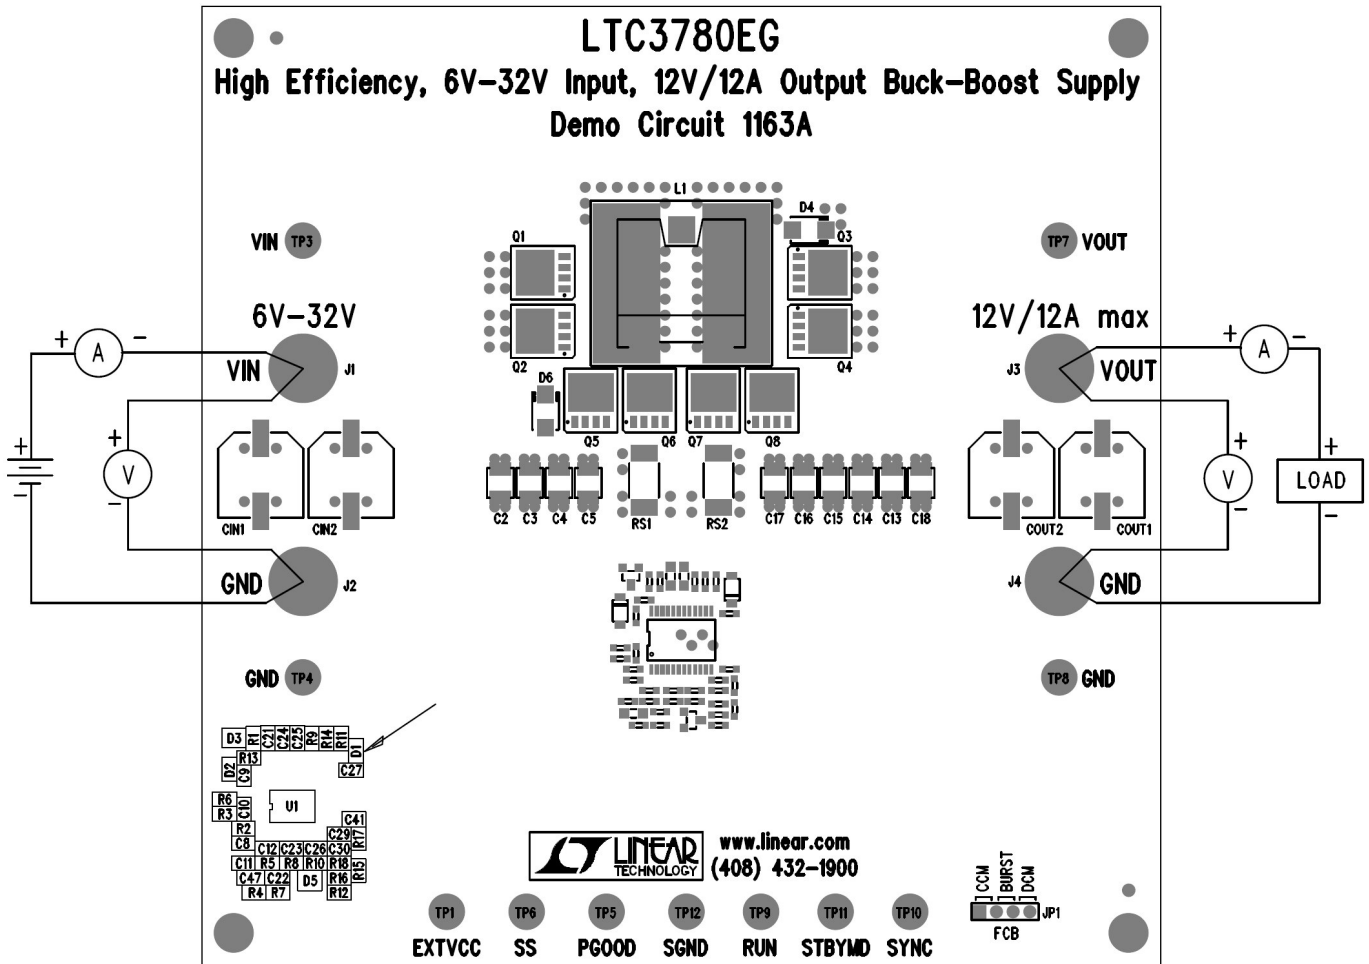 LTC3780EG
High Efficiency, 6V-32V Input, 12V/12A Output Buck-Boost Supply
Demo Circuit 1163A
L1
D4
Q1
Q3
VIN TP3
TP7 VOUT
6V-32V
12V/12A max
+ A -
+ A -
Q2
Q4
VIN J1
J3 VOUT
D6
Q5 Q6 Q7 Q8
+
+
+
+
V
V
LOAD
-
-
-
-
CIN1 CIN2
C2 C3 C4 C5
RS1 RS2
C17 C16 C15 C14 C13 C18
COUT2 COUT1
GND J2
J4 GND
GND TP4
TP8 GND
D3 R1 C21 C24 C25 R9 R14 R11 D1
R13
D2 C9
C27
R6
R3 C10
U1
R2
C8
C41
C29 R17
C12 C23 C26 C30
C11 R5 R8 R10 R18 R15
C47 C22 D5 R16
R4 R7 R12
LINEAR
TECHNOLOGY
www.linear.com
(408) 432-1900
TP1 TP6 TP5 TP12 TP9 TP11 TP10
EXTVCC SS PGOOD SGND RUN STBYMD SYNC
CCM BURST DCM
JP1
FCB